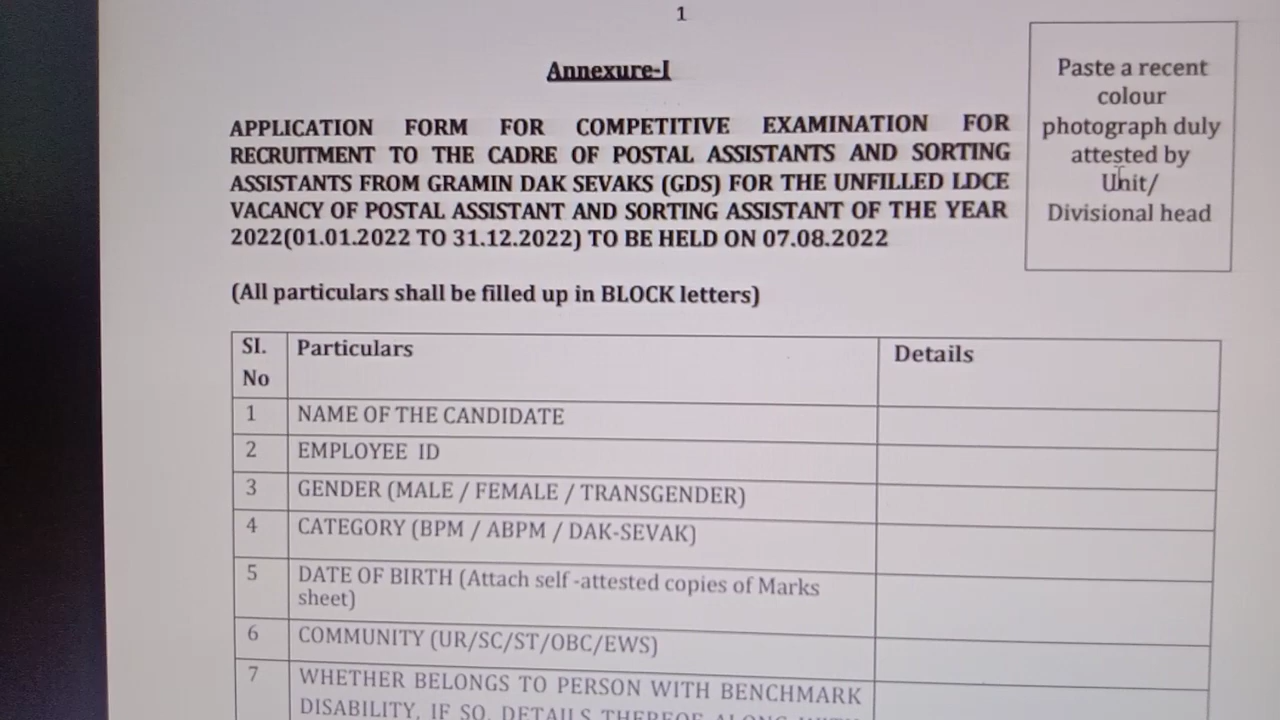 1
Annexure-I
Paste a recent
colour
photograph duly
attested by
Unit/
Divisional head
APPLICATION FORM FOR COMPETITIVE EXAMINATION FOR
RECRUITMENT TO THE CADRE OF POSTAL ASSISTANTS AND SORTING
ASSISTANTS FROM GRAMIN DAK SEVAKS (GDS) FOR THE UNFILLED LDCE
VACANCY OF POSTAL ASSISTANT AND SORTING ASSISTANT OF THE YEAR
2022(01.01.2022 TO 31.12.2022) TO BE HELD ON 07.08.2022
(All particulars shall be filled up in BLOCK letters)
SI. Particulars Details
No
1 NAME OF THE CANDIDATE
2 EMPLOYEE ID
3 GENDER (MALE / FEMALE / TRANSGENDER)
4 CATEGORY (BPM / ABPM / DAK-SEVAK)
5 DATE OF BIRTH (Attach self -attested copies of Marks
sheet)
6 COMMUNITY (UR/SC/ST/OBC/EWS)
7 WHETHER BELONGS TO PERSON WITH BENCHMARK
DISABILITY, IF SO, DETAILS THEREOF ALONG WITH